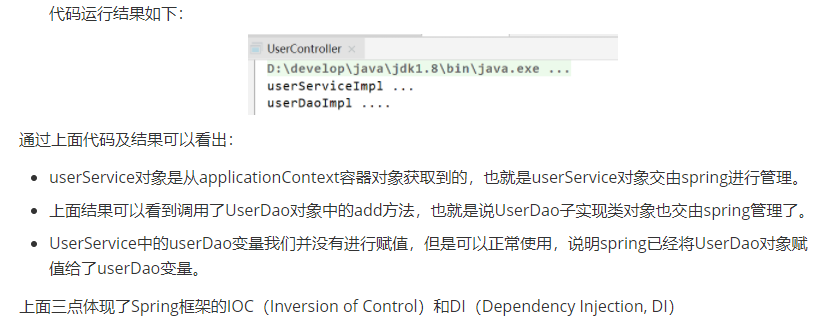 代码运行结果如下：
UserController ×
D:\develop\java\jdk1.8\bin\java.exe ...
userServiceImpl ...
userDaoImpl ....
通过上面代码及结果可以看出：
• userService对象是从applicationContext容器对象获取到的，也就是userService对象交由spring进行管理。
• 上面结果可以看到调用了UserDao对象中的add方法，也就是说UserDao子实现类对象也交由spring管理了。
• UserService中的userDao变量我们并没有进行赋值，但是可以正常使用，说明spring已经将UserDao对象赋
值给了userDao变量。
上面三点体现了Spring框架的IOC（Inversion of Control）和DI（Dependency Injection, DI）